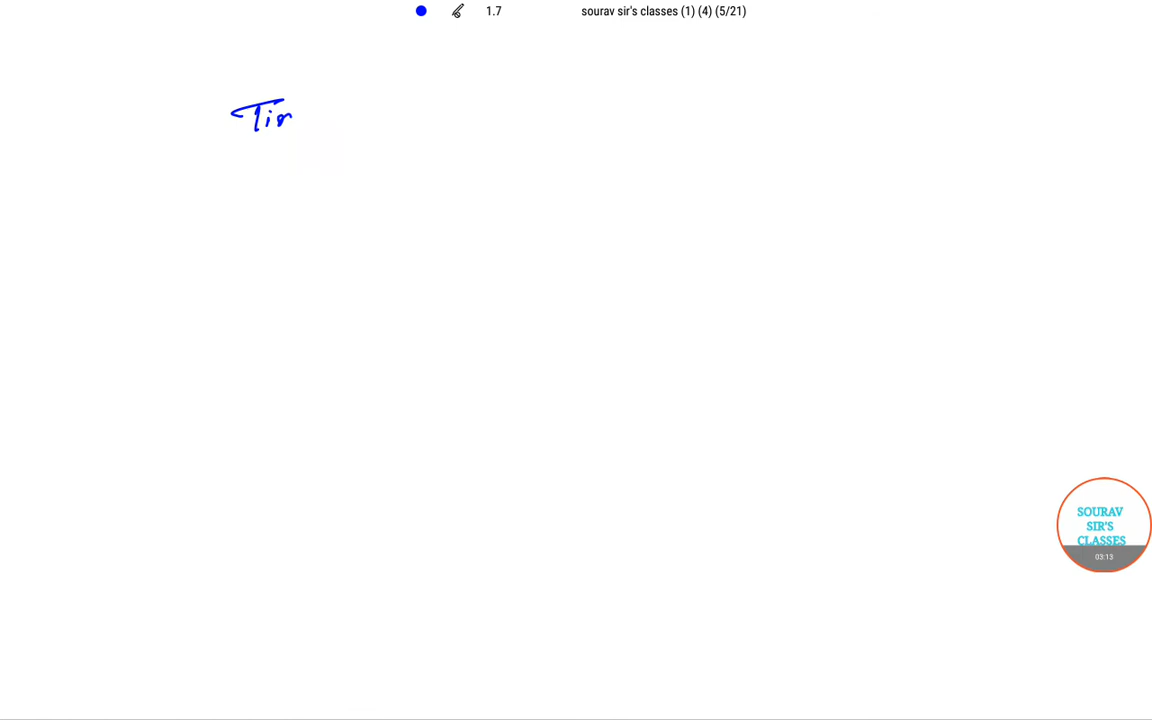 1.7 sourav sir's classes (1) (4) (5/21)
Tir
SOURAV
SIR'S
CLASSES
03:13